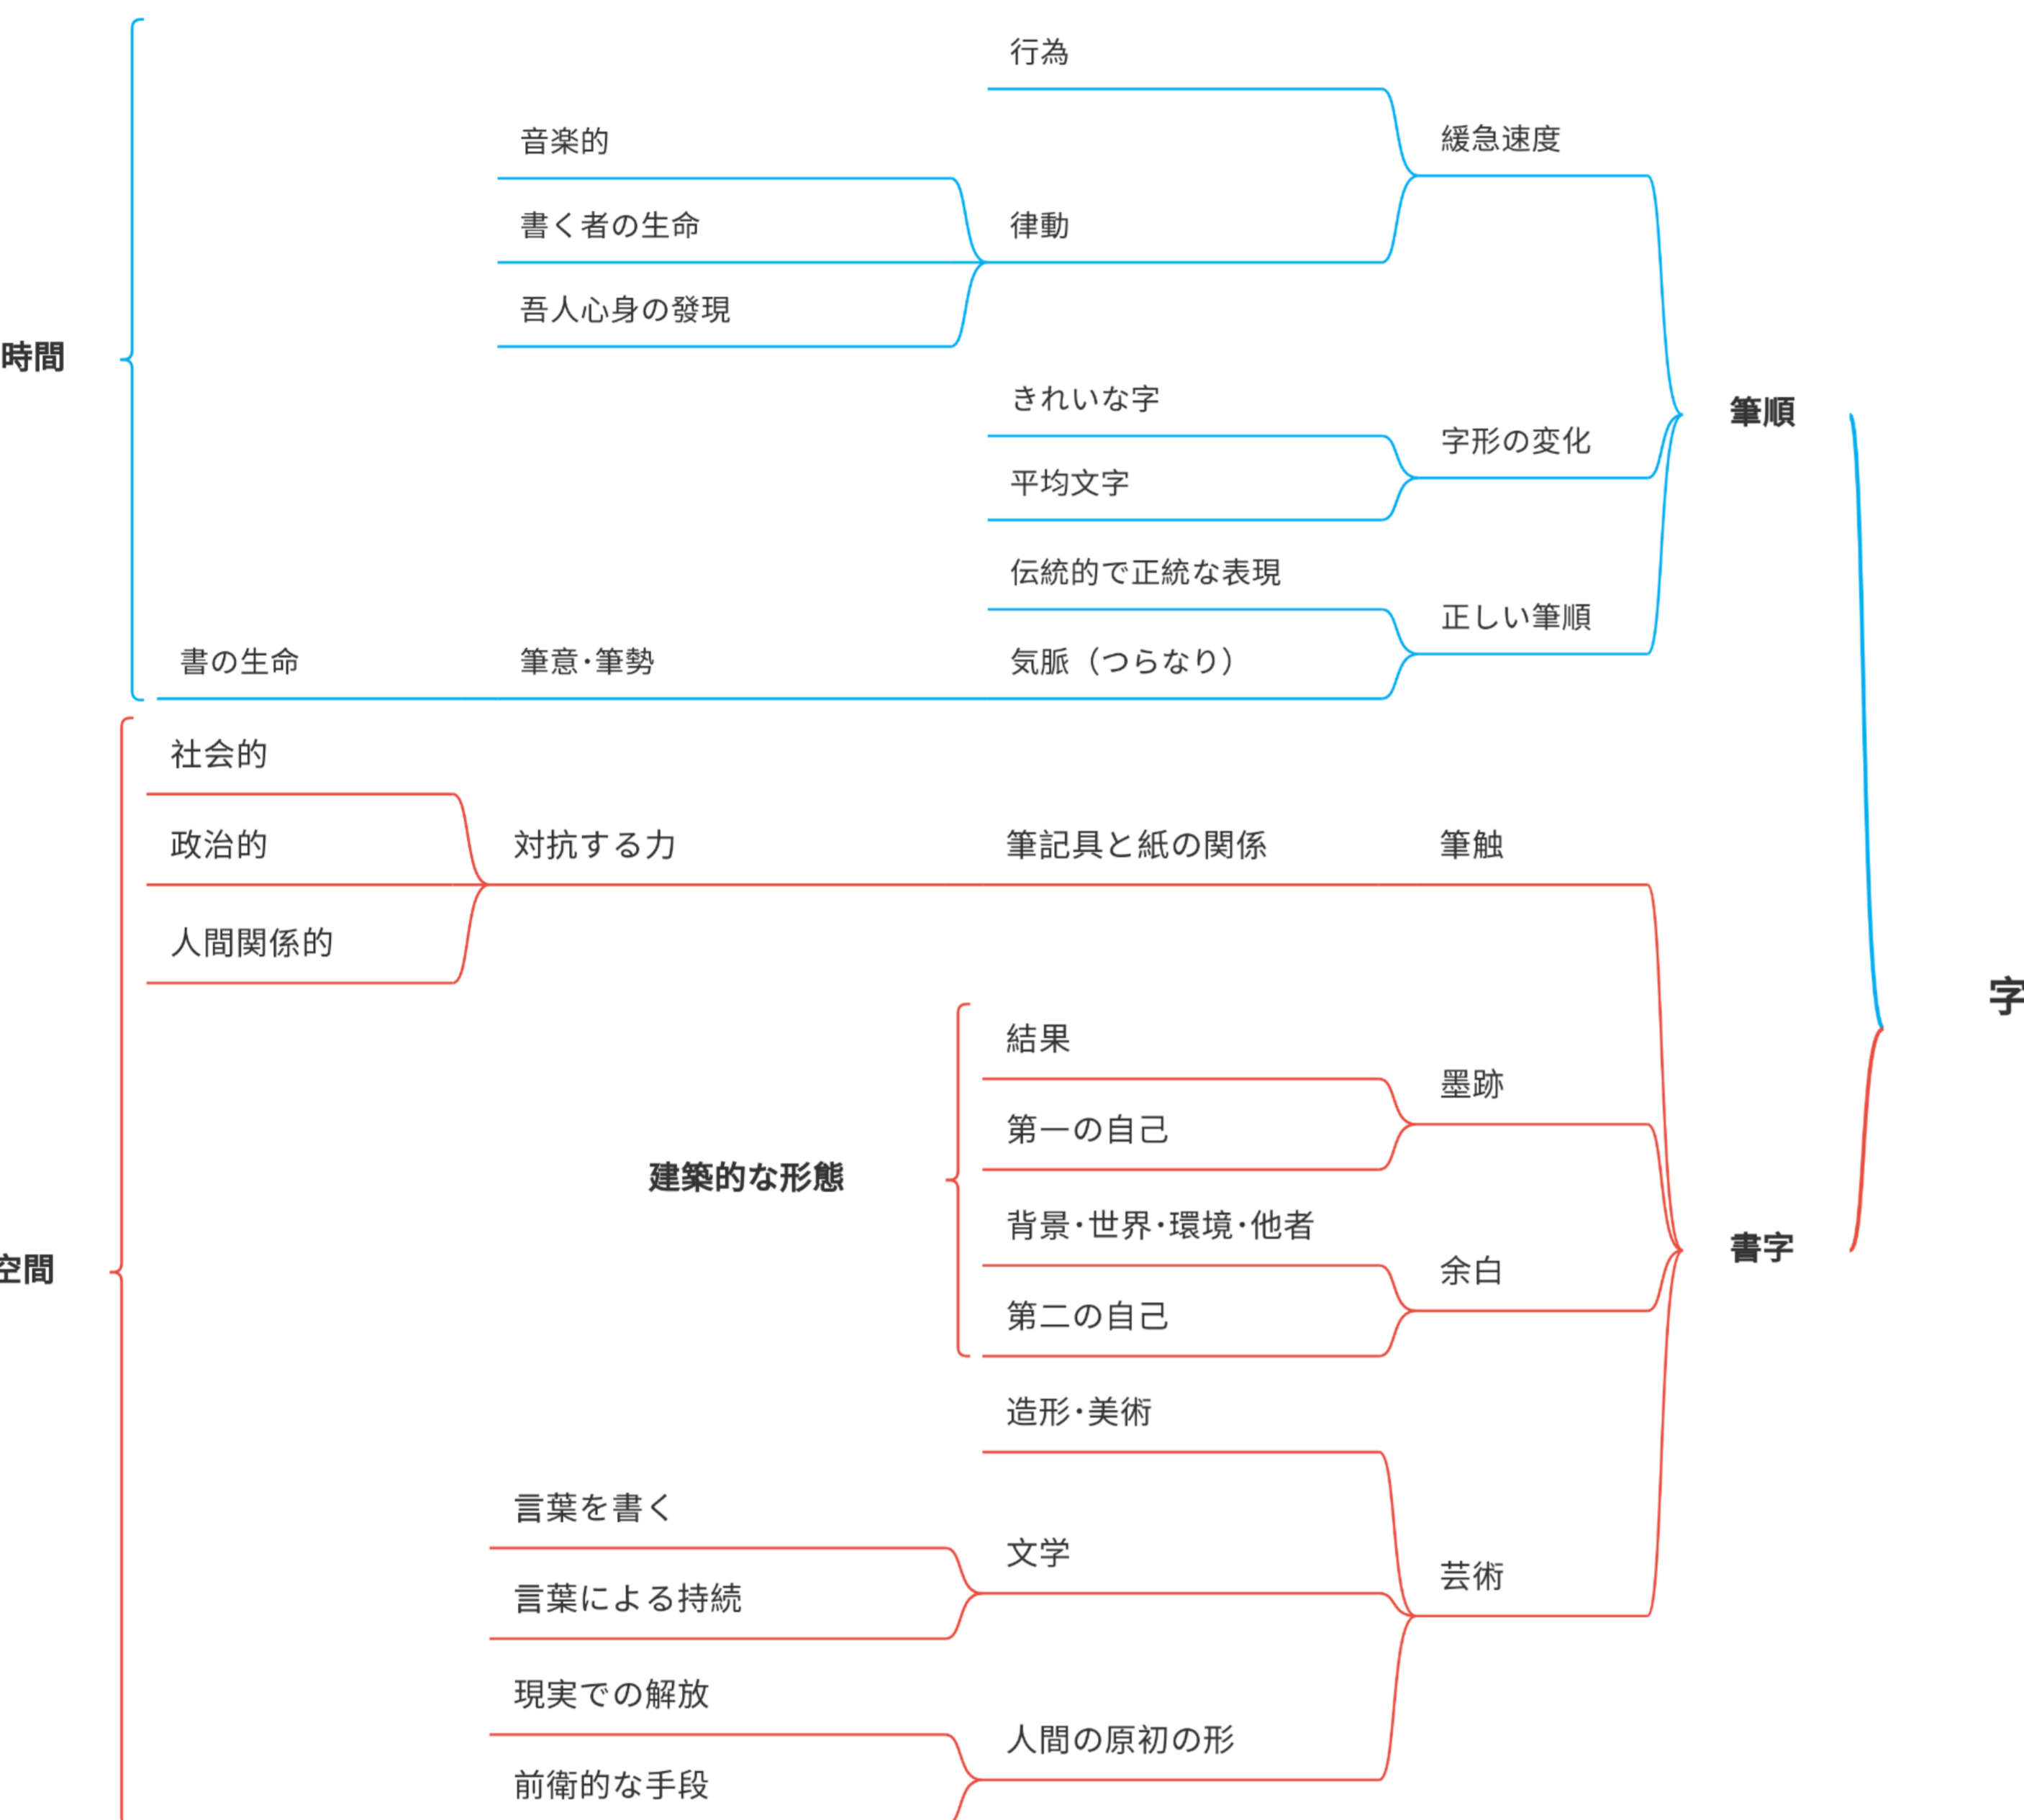 行為
緩急速度
音楽的
書く者の生命
律動
吾人心身の發現
時間
きれいな字
筆順
字形の変化
平均文字
伝統的で正統な表現
正しい筆順
書の生命
筆意・筆勢
気脈（つらなり）
社会的
政治的
対抗する力
筆記具と紙の関係
筆触
人間関係的
字
結果
墨跡
第一の自己
建築的な形態
背景・世界・環境・他者
書字
空間
余白
第二の自己
造形・美術
言葉を書く
文学
芸術
言葉による持続
現実での解放
人間の原初の形
前衛的な手段